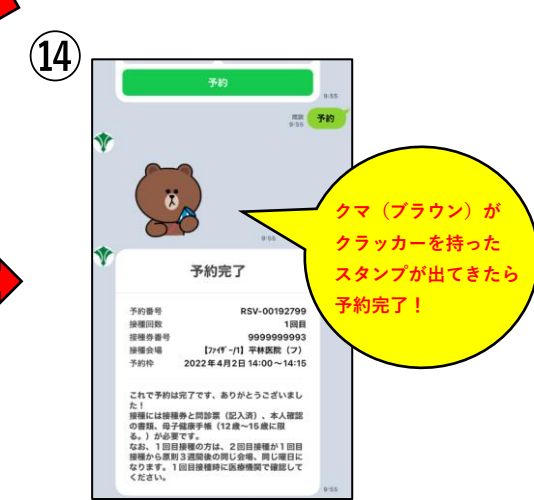 ⑭
予約
9:55
既読
9:55
予約
9:55
クマ（ブラウン）が
クラッカーを持った
スタンプが出てきたら
予約完了！
予約完了
予約番号 RSV-00192799
接種回数 1回目
接種券番号 9999999993
接種会場 【ﾌｧｲｻﾞｰ/1】平林医院（フ）
予約枠 2022年4月2日 14:00～14:15
これで予約は完了です、ありがとうございまし
た！
接種には接種券と問診票（記入済）、本人確認
の書類、母子健康手帳（12歳～15歳に限
る。）が必要です。
なお、1回目接種の方は、2回目接種が1回目
接種から原則3週間後の同じ会場、同じ曜日に
なります。1回目接種時に医療機関で確認して
ください。
9:55